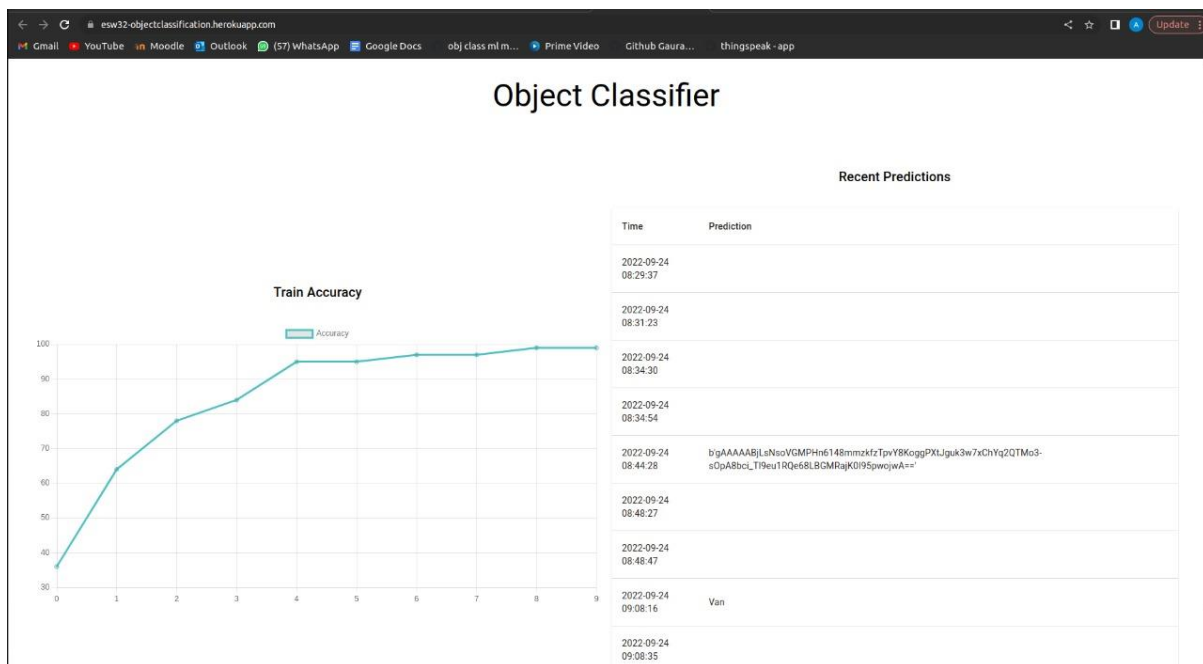 esw32-objectclassification.herokuapp.com
A
Update
Gmail YouTube Moodle Outlook (57) WhatsApp Google Docs obj class ml m... Prime Video Github Gaura... thingspeak - app
Object Classifier
Train Accuracy
Accuracy
100
90
80
70
60
50
40
30
0 1 2 3 4 5 6 7 8 9
Recent Predictions
Time Prediction
2022-09-24
08:29:37
2022-09-24
08:31:23
2022-09-24
08:34:30
2022-09-24
08:34:54
2022-09-24
08:44:28
b'gAAAAABjLsNsoVGMPHn6148mmzkfzTpvY8KoggPXtJguk3w7xChYq2QTMo3-
sOpA8bci_Tl9eu1RQe68LBGMRajK0I95pwojwA=='
2022-09-24
08:48:27
2022-09-24
08:48:47
2022-09-24
09:08:16
Van
2022-09-24
09:08:35